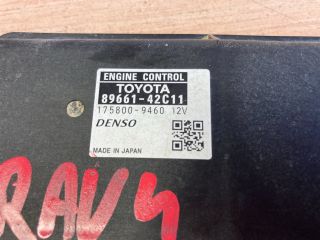 ENGINE CONTROL
TOYOTA
89661-42C11
175800-9460 12V
DENSO
MADE IN JAPAN
RAV4